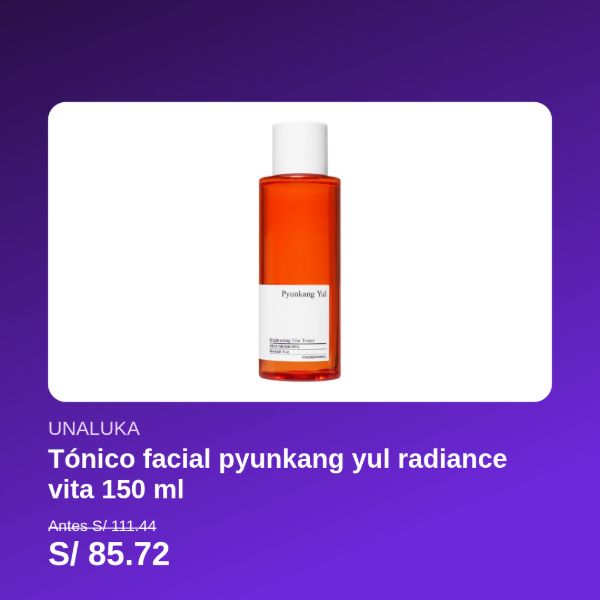 Pyunkang Yul
Brightening Vita Toner
UNALUKA
Tónico facial pyunkang yul radiance
vita 150 ml
Antes S/ 111.44
S/ 85.72